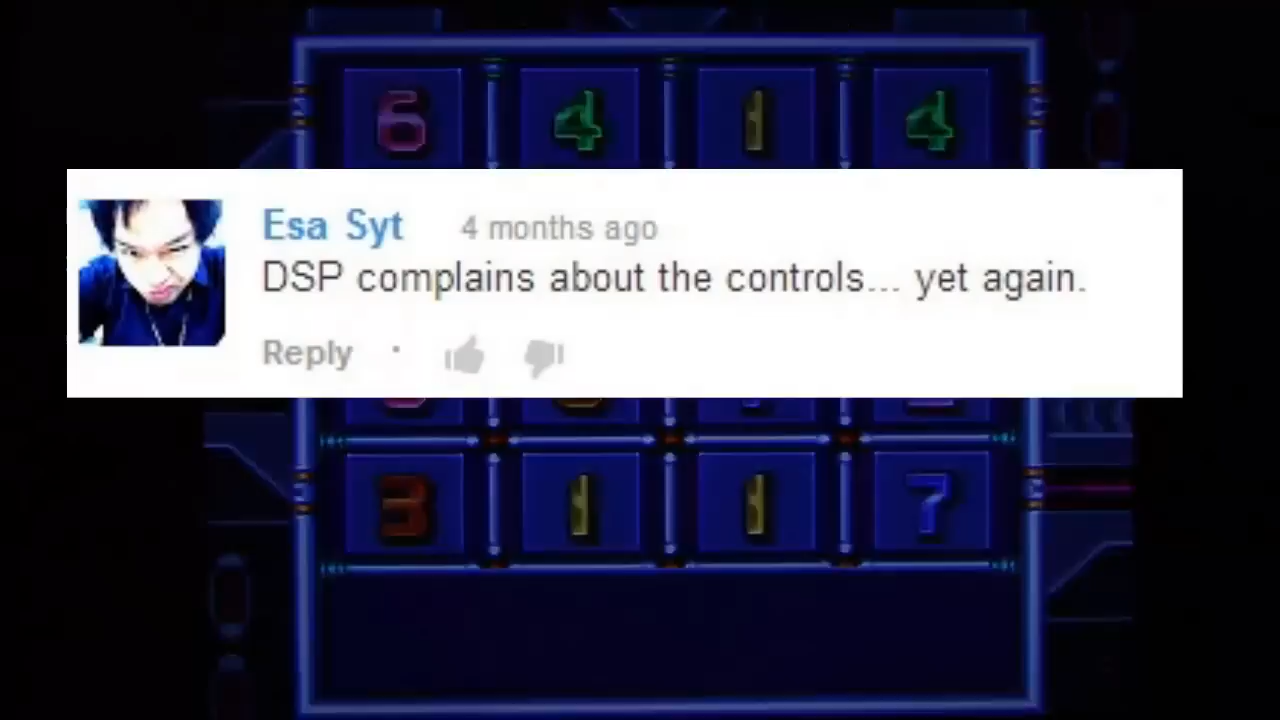 6 4 1 4
Esa Syt 4 months ago
DSP complains about the controls... yet again.
Reply
3 1 1 7